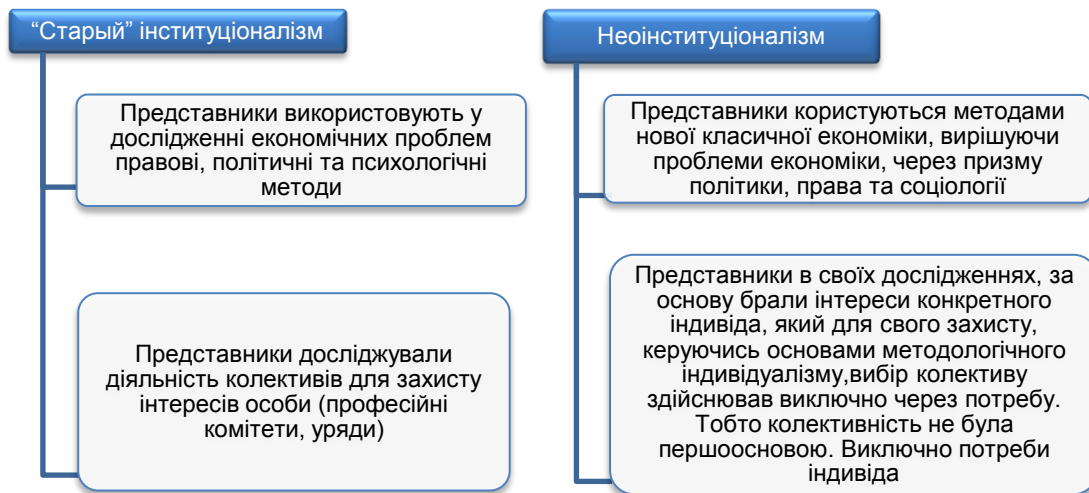 “Старый” інституціоналізм
Представники використовують у
дослідженні економічних проблем
правові, політичні та психологічні
методи
Представники досліджували
діяльність колективів для захисту
інтересів особи (професійні
комітети, уряди)
Неоінституціоналізм
Представники користуються методами
нової класичної економіки, вирішуючи
проблеми економіки, через призму
політики, права та соціології
Представники в своїх дослідженнях, за
основу брали інтереси конкретного
індивіда, який для свого захисту,
керуючись основами методологічного
індивідуалізму,вибір колективу
здійснював виключно через потребу.
Тобто колективність не була
першоосновою. Виключно потреби
індивіда